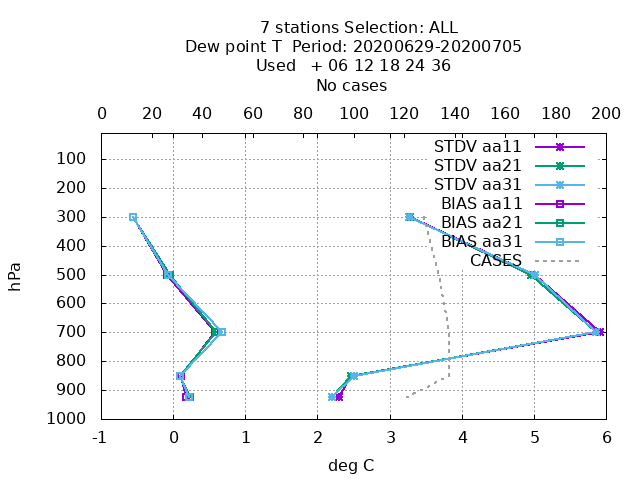 7 stations Selection: ALL
Dew point T  Period: 20200629-20200705
Used   + 06 12 18 24 36
No cases
0 20 40 60 80 100 120 140 160 180 200
STDV aa11
STDV aa21
STDV aa31
BIAS aa11
BIAS aa21
BIAS aa31
CASES
hPa
100
200
300
400
500
600
700
800
900
1000
-1 0 1 2 3 4 5 6
deg C